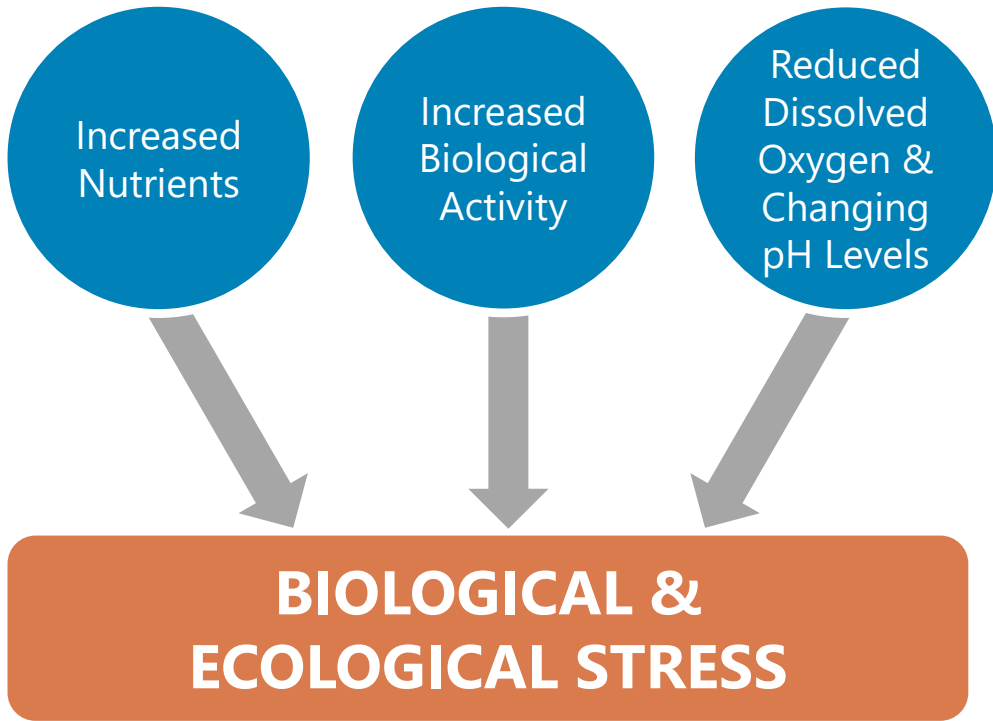 Increased
Nutrients
Increased
Biological
Activity
Reduced
Dissolved
Oxygen &
Changing
pH Levels
BIOLOGICAL &
ECOLOGICAL STRESS